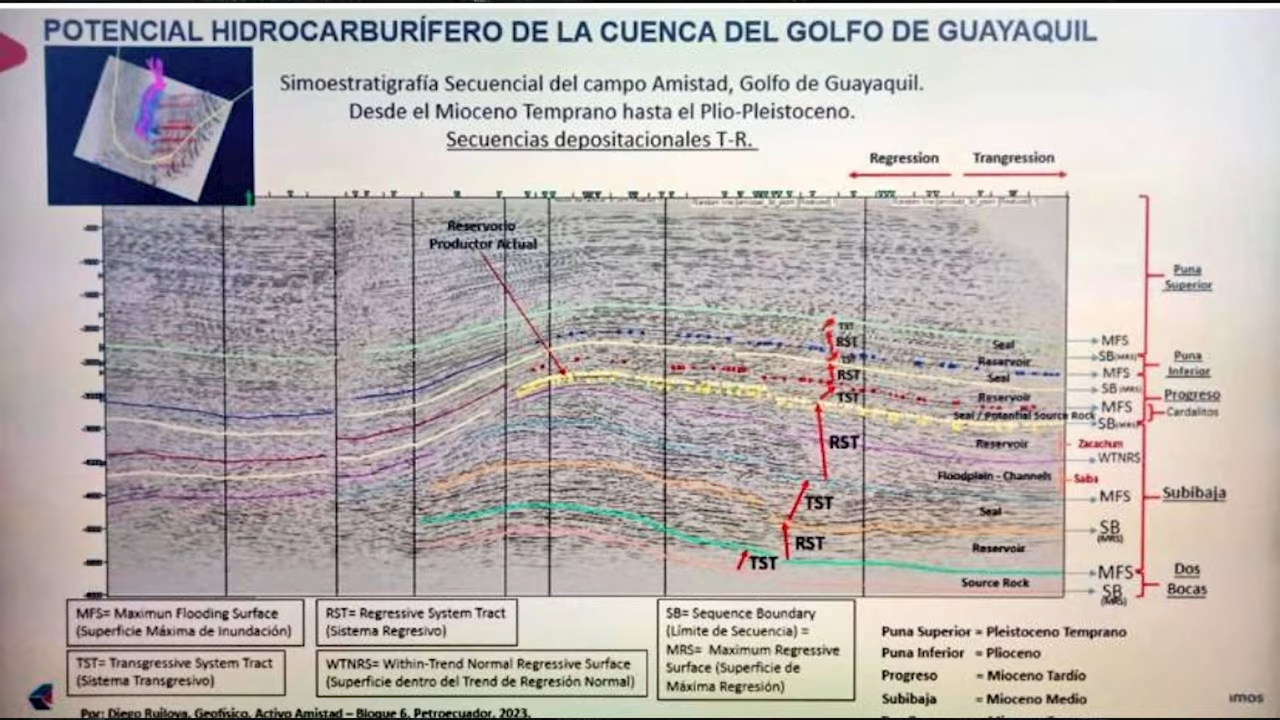 POTENCIAL HIDROCARBURÍFERO DE LA CUENCA DEL GOLFO DE GUAYAQUIL
Simoestratigrafía Secuencial del campo Amistad, Golfo de Guayaquil.
Desde el Mioceno Temprano hasta el Plio-Pleistoceno.
Secuencias depositacionales T-R.
Regression Trangression
Reservorio
Productor Actual
Puna
Superior
TST
RST
TST
RST
TST
RST
TST
RST
TST
Seal
Reservoir
Seal
Reservoir
Seal / Potential Source Rock
Reservoir
Floodplein - Channels
Seal
Reservoir
Source Rock
MFS
SB (MRS)
MFS
SB (MRS)
MFS
SB (MRS)
WTNRS
MFS
SB
(MRS)
MFS
SB
(MRS)
Puna
Inferior
Progreso
Cardalitos
Zacachum
Saba
Subibaja
Dos
Bocas
MFS= Maximun Flooding Surface
(Superficie Máxima de Inundación)
TST= Transgressive System Tract
(Sistema Transgresivo)
RST= Regressive System Tract
(Sistema Regresivo)
WTNRS= Within-Trend Normal Regressive Surface
(Superficie dentro del Trend de Regresión Normal)
SB= Sequence Boundary
(Límite de Secuencia) =
MRS= Maximum Regressive
Surface (Superficie de
Máxima Regresión)
Puna Superior = Pleistoceno Temprano
Puna Inferior = Plioceno
Progreso = Mioceno Tardío
Subibaja = Mioceno Medio
Por: Diego Ruilova, Geofísico, Activo Amistad – Bloque 6, Petroecuador, 2023.
imos